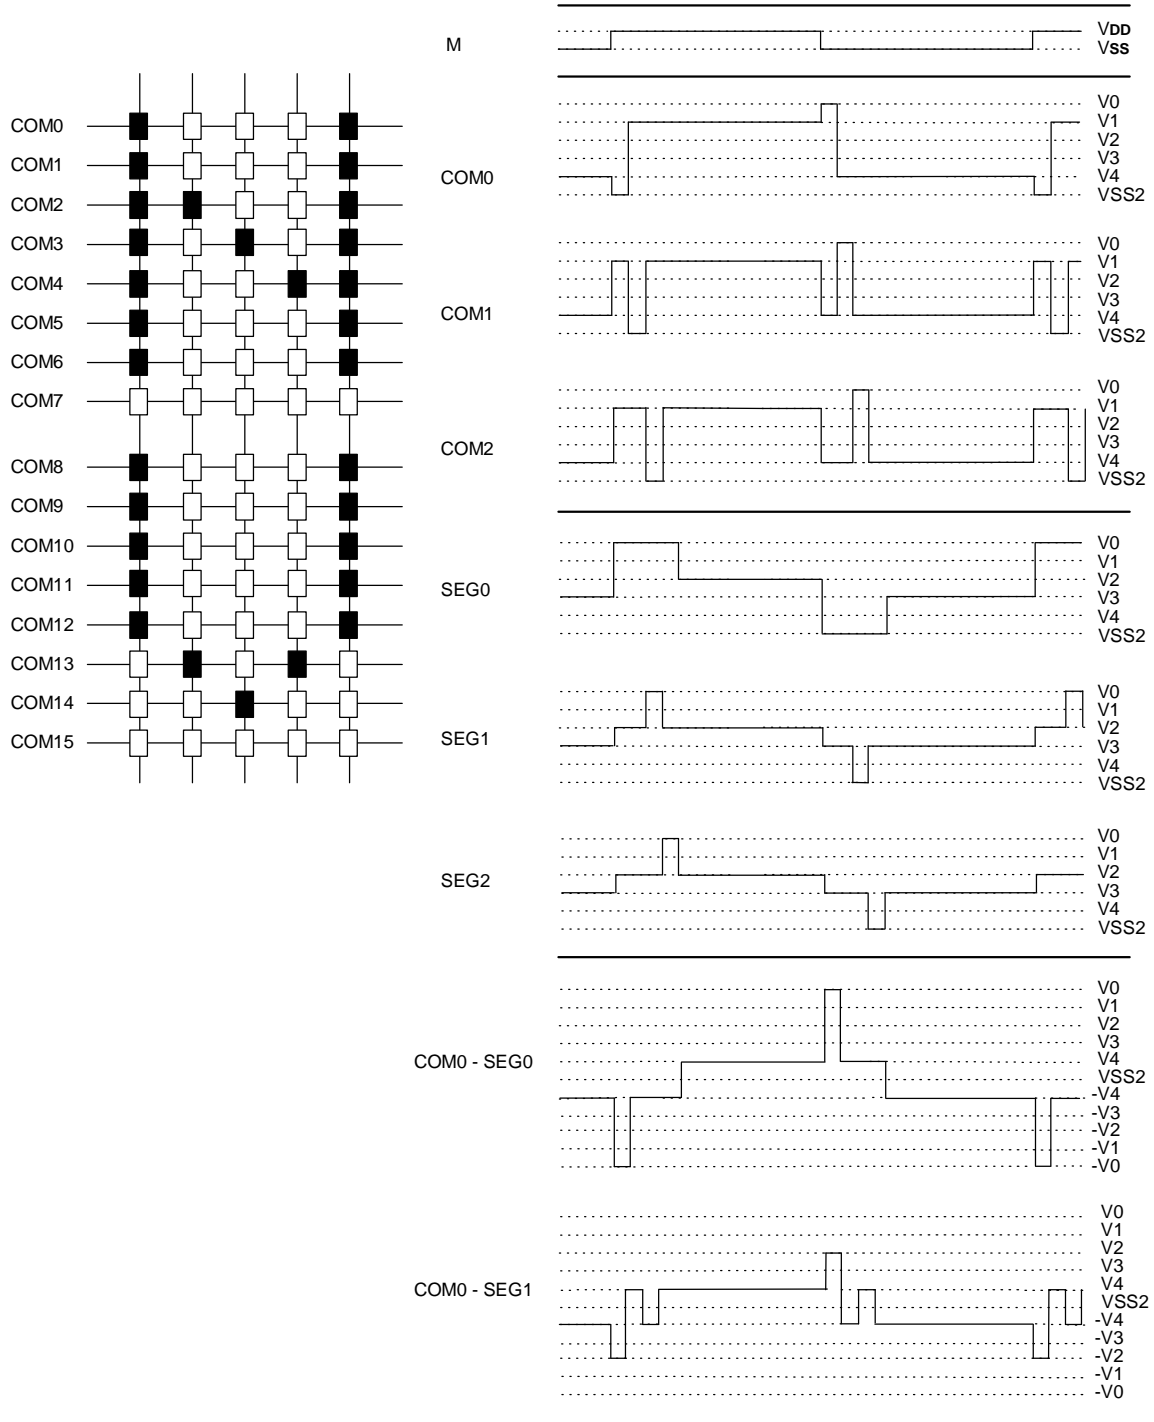 COM0
COM1
COM2
COM3
COM4
COM5
COM6
COM7
COM8
COM9
COM10
COM11
COM12
COM13
COM14
COM15
M
VDD
VSS
COM0
V0
V1
V2
V3
V4
VSS2
COM1
V0
V1
V2
V3
V4
VSS2
COM2
V0
V1
V2
V3
V4
VSS2
SEG0
V0
V1
V2
V3
V4
VSS2
SEG1
V0
V1
V2
V3
V4
VSS2
SEG2
V0
V1
V2
V3
V4
VSS2
COM0 - SEG0
V0
V1
V2
V3
V4
VSS2
-V4
-V3
-V2
-V1
-V0
COM0 - SEG1
V0
V1
V2
V3
V4
VSS2
-V4
-V3
-V2
-V1
-V0